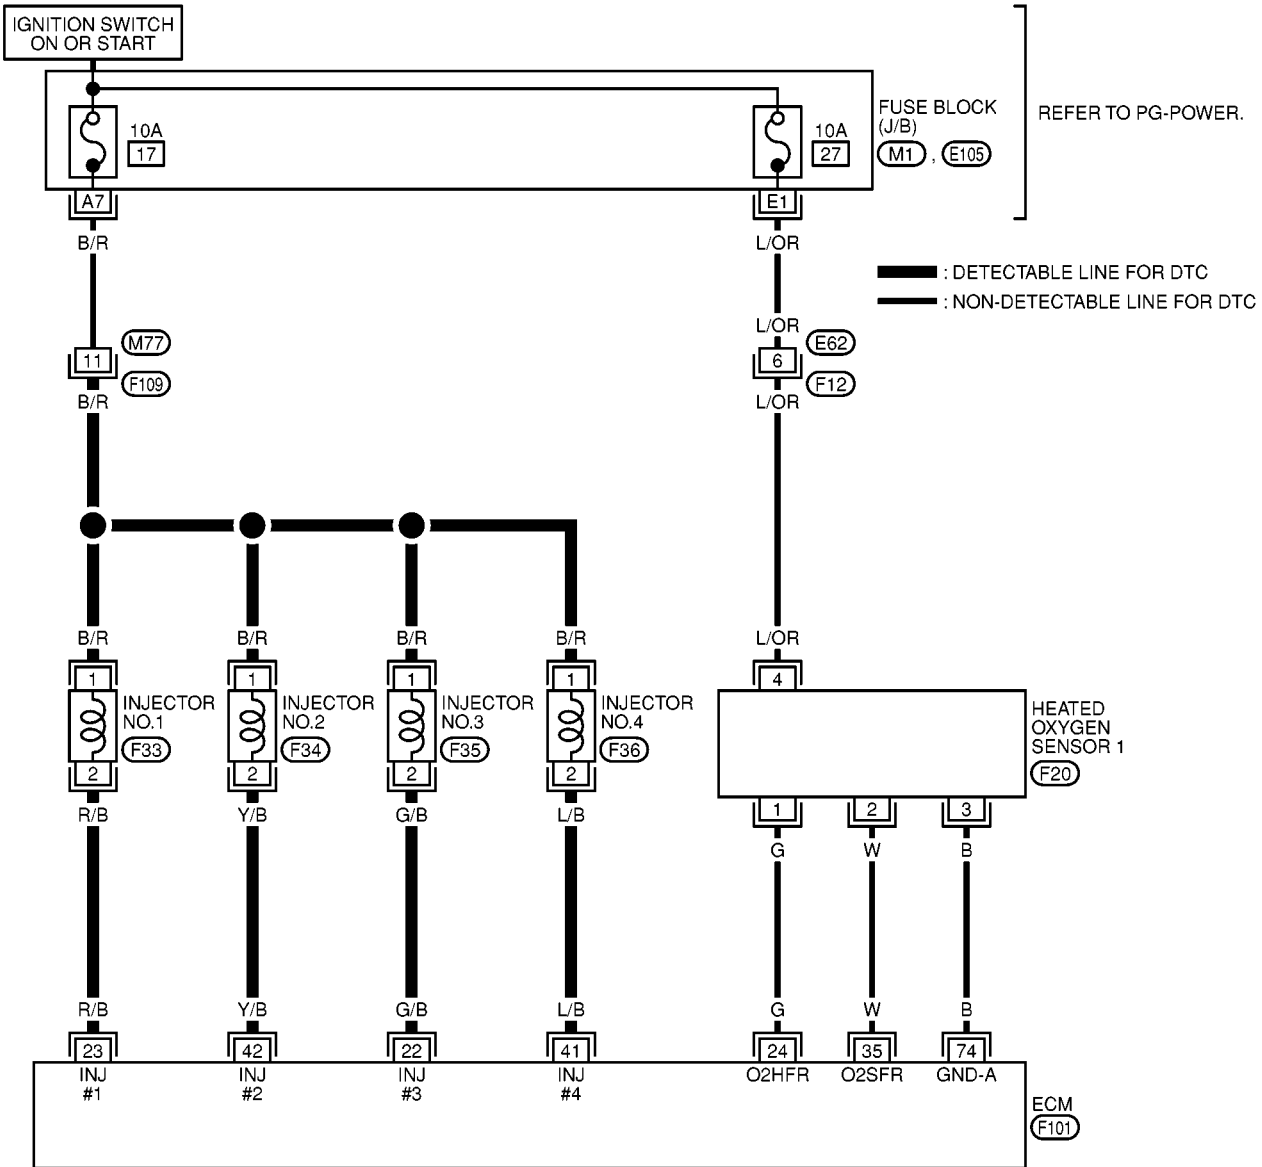 IGNITION SWITCH
ON OR START
10A
17
10A
27
FUSE BLOCK
(J/B)
M1 , E105
REFER TO PG-POWER.
A7
E1
B/R
L/OR
: DETECTABLE LINE FOR DTC
: NON-DETECTABLE LINE FOR DTC
L/OR
M77
E62
11
6
F109
F12
B/R
L/OR
B/R
B/R
B/R
B/R
L/OR
1
1
1
1
4
INJECTOR
NO.1
F33
INJECTOR
NO.2
F34
INJECTOR
NO.3
F35
INJECTOR
NO.4
F36
HEATED
OXYGEN
SENSOR 1
F20
2
2
2
2
1
2
3
R/B
Y/B
G/B
L/B
G
W
B
R/B
Y/B
G/B
L/B
G
W
B
23
42
22
41
24
35
74
INJ
#1
INJ
#2
INJ
#3
INJ
#4
O2HFR
O2SFR
GND-A
ECM
F101